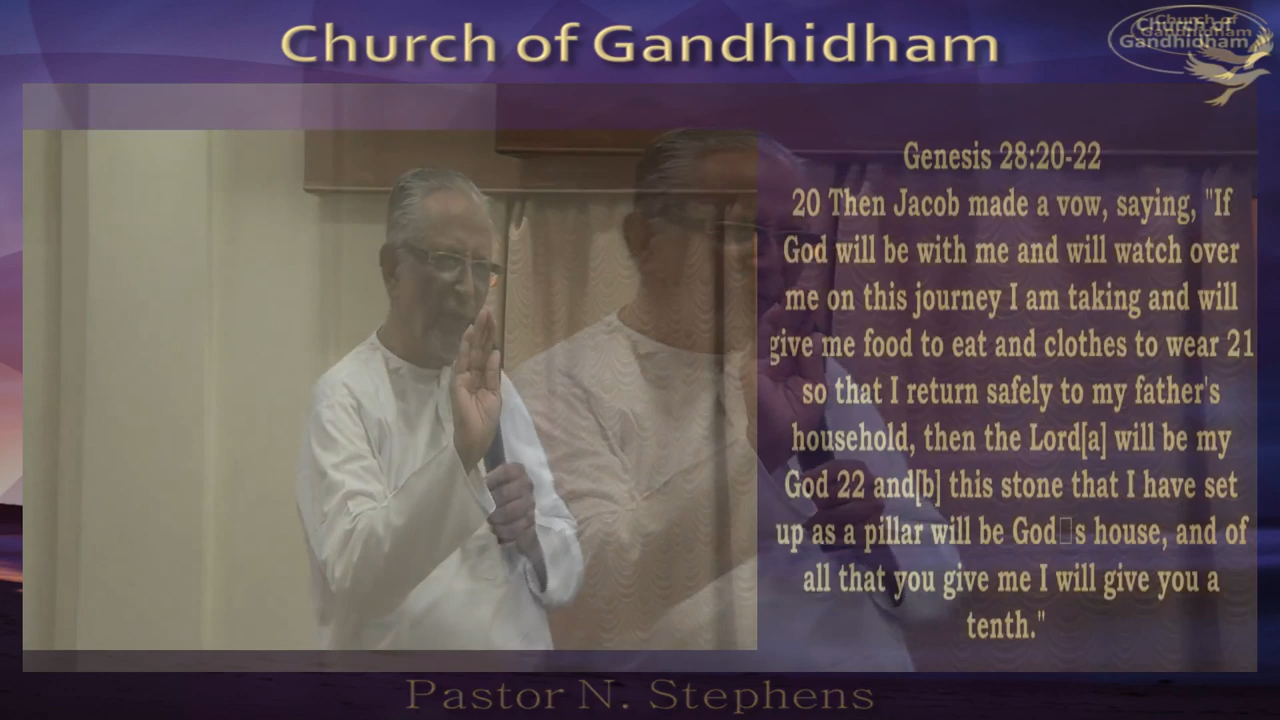 Church of Gandhidham
Church of
Gandhidham
Genesis 28:20-22
20 Then Jacob made a vow, saying, "If
God will be with me and will watch over
me on this journey I am taking and will
give me food to eat and clothes to wear 21
so that I return safely to my father's
household, then the Lord[a] will be my
God 22 and[b] this stone that I have set
up as a pillar will be God□s house, and of
all that you give me I will give you a
tenth."
Pastor N. Stephens